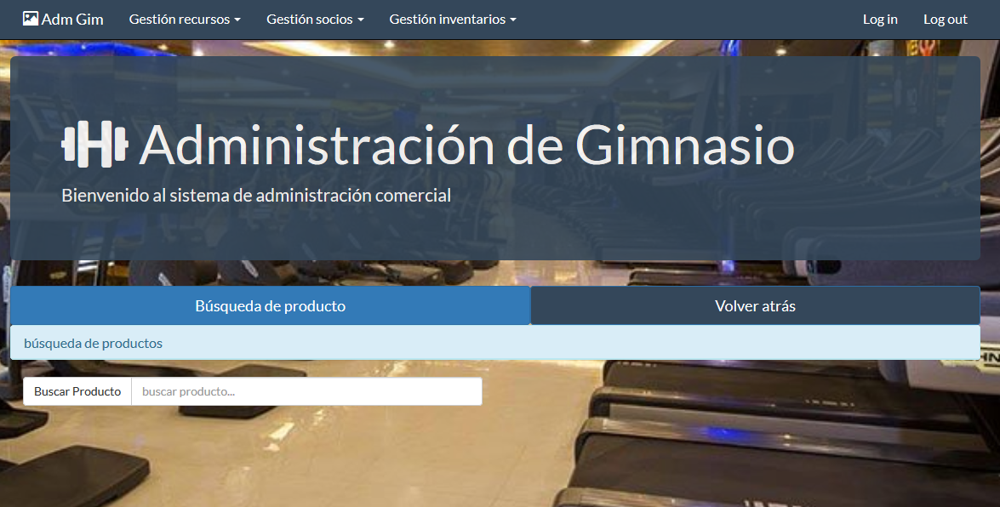 Adm Gim Gestión recursos Gestión socios Gestión inventarios Log in Log out
Administración de Gimnasio
Bienvenido al sistema de administración comercial
Búsqueda de producto Volver atrás
búsqueda de productos
Buscar Producto buscar producto...